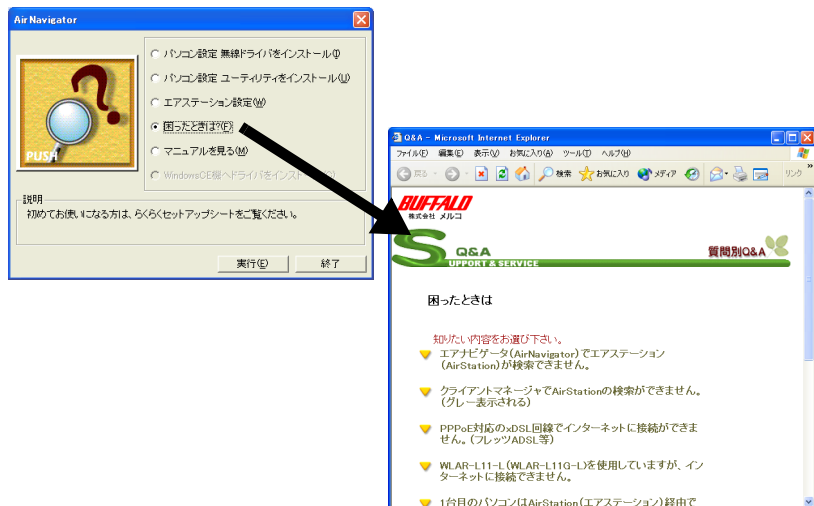 AirNavigator
パソコン設定 無線ドライバをインストール(I)
パソコン設定 ユーティリティをインストール(U)
エアステーション設定(W)
困ったときは?(F)
マニュアルを見る(M)
WindowsCE機へドライバをインストール(C)
PUSH
説明
初めてお使いになる方は、らくらくセットアップシートをご覧ください。
実行(E)
終了
Q&A - Microsoft Internet Explorer
ファイル(F) 編集(E) 表示(V) お気に入り(A) ツール(T) ヘルプ(H)
戻る 検索 お気に入り メディア リンク
BUFFALO
株式会社 メルコ
S Q&A
UPPORT & SERVICE
質問別Q&A
困ったときは
知りたい内容をお選び下さい。
エアナビゲータ(AirNavigator)でエアステーション
(AirStation)が検索できません。
クライアントマネージャでAirStationの検索ができません。
(グレー表示される)
PPPoE対応のxDSL回線でインターネットに接続ができま
せん。(フレッツADSL等)
WLAR-L11-L(WLAR-L11G-L)を使用していますが、イン
ターネットに接続できません。
1台目のパソコンはAirStation(エアステーション)経由で